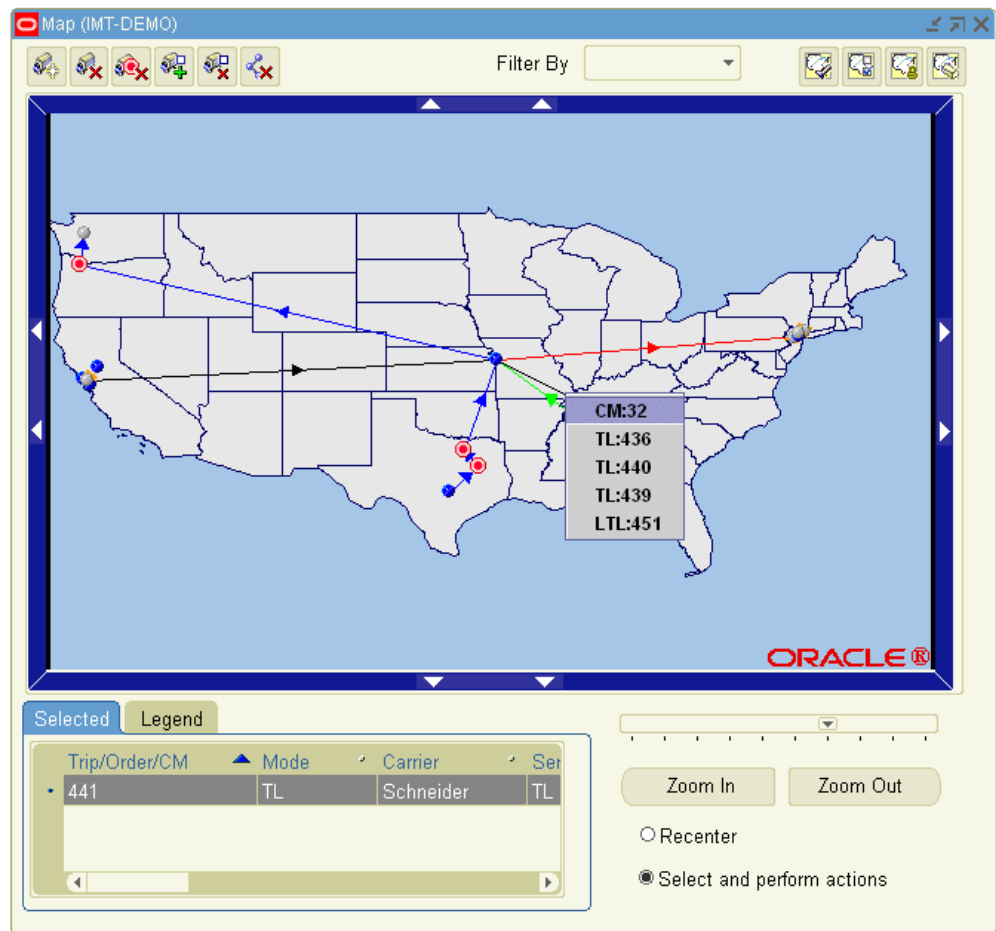 Map (IMT-DEMO)
Filter By
CM:32
TL:436
TL:440
TL:439
LTL:451
ORACLE®
Selected
Legend
Trip/Order/CM Mode Carrier Ser
441 TL Schneider TL
Zoom In
Zoom Out
Recenter
Select and perform actions